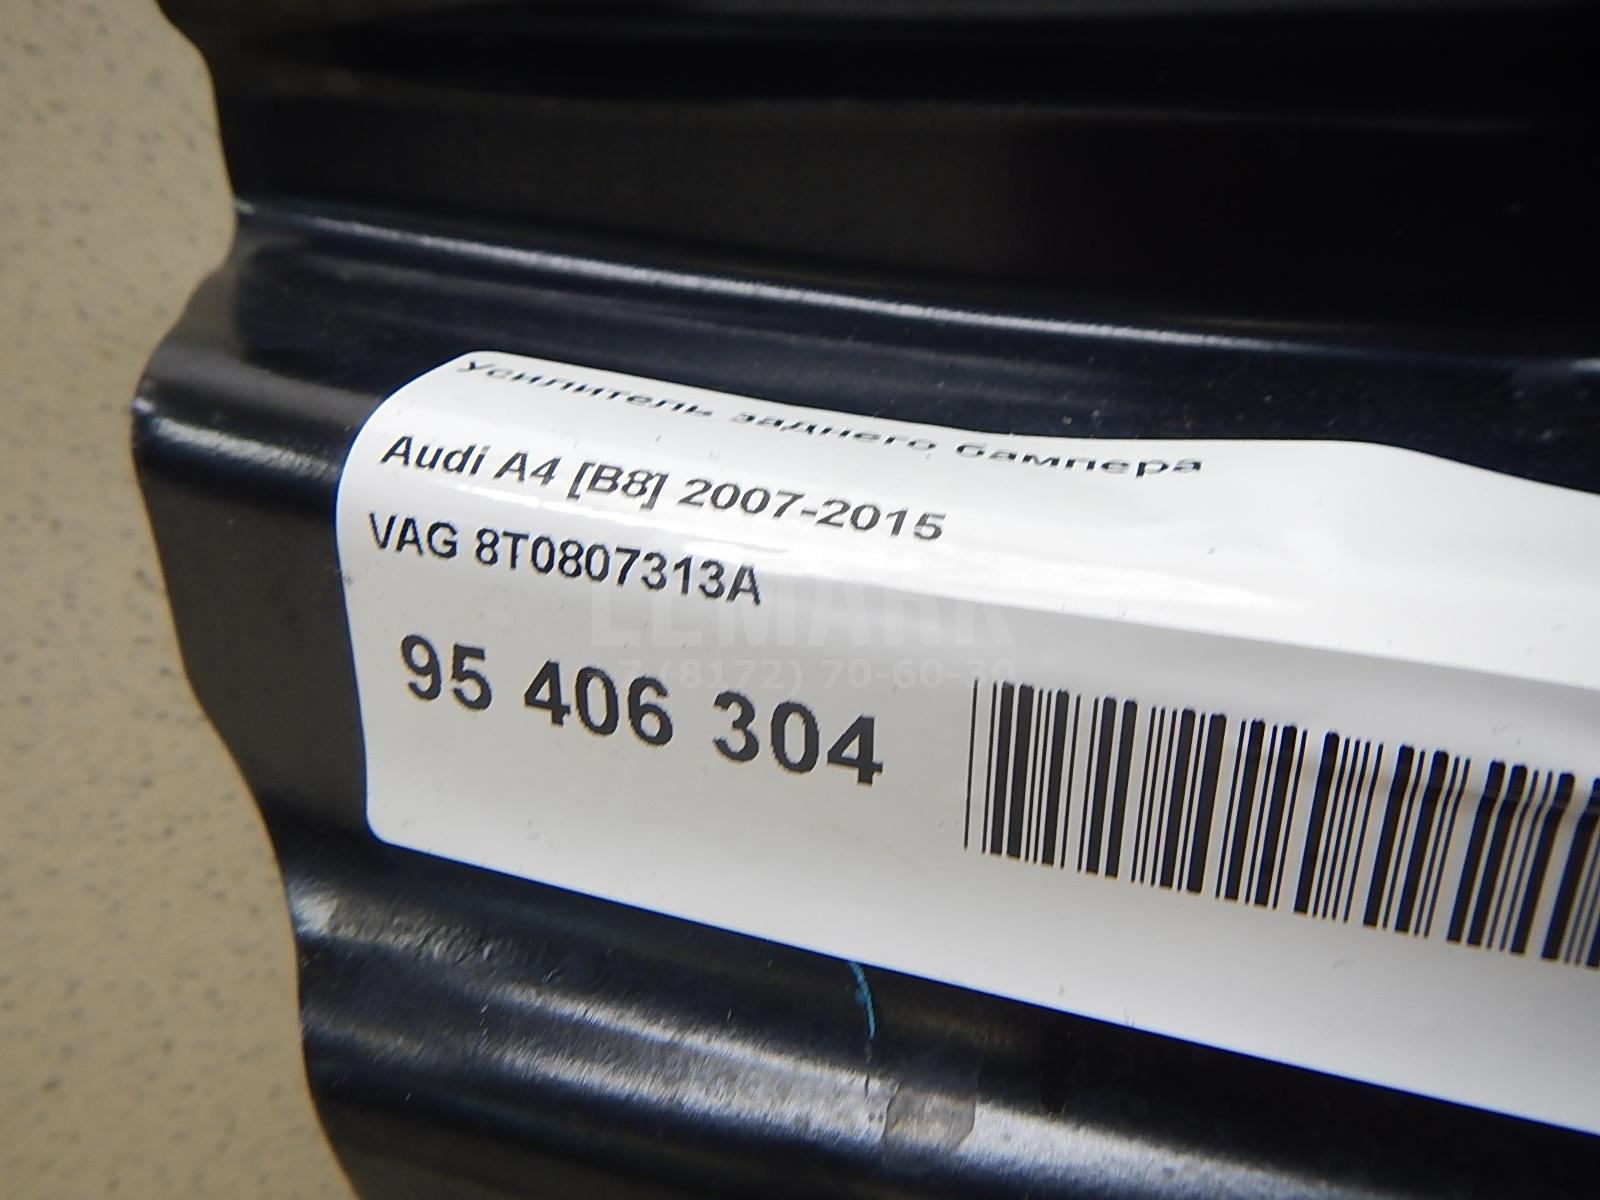 Усилитель заднего бампера
Audi A4 [B8] 2007-2015
VAG 8T0807313A
LEMARK
+7 (8172) 70-60-30
95 406 304